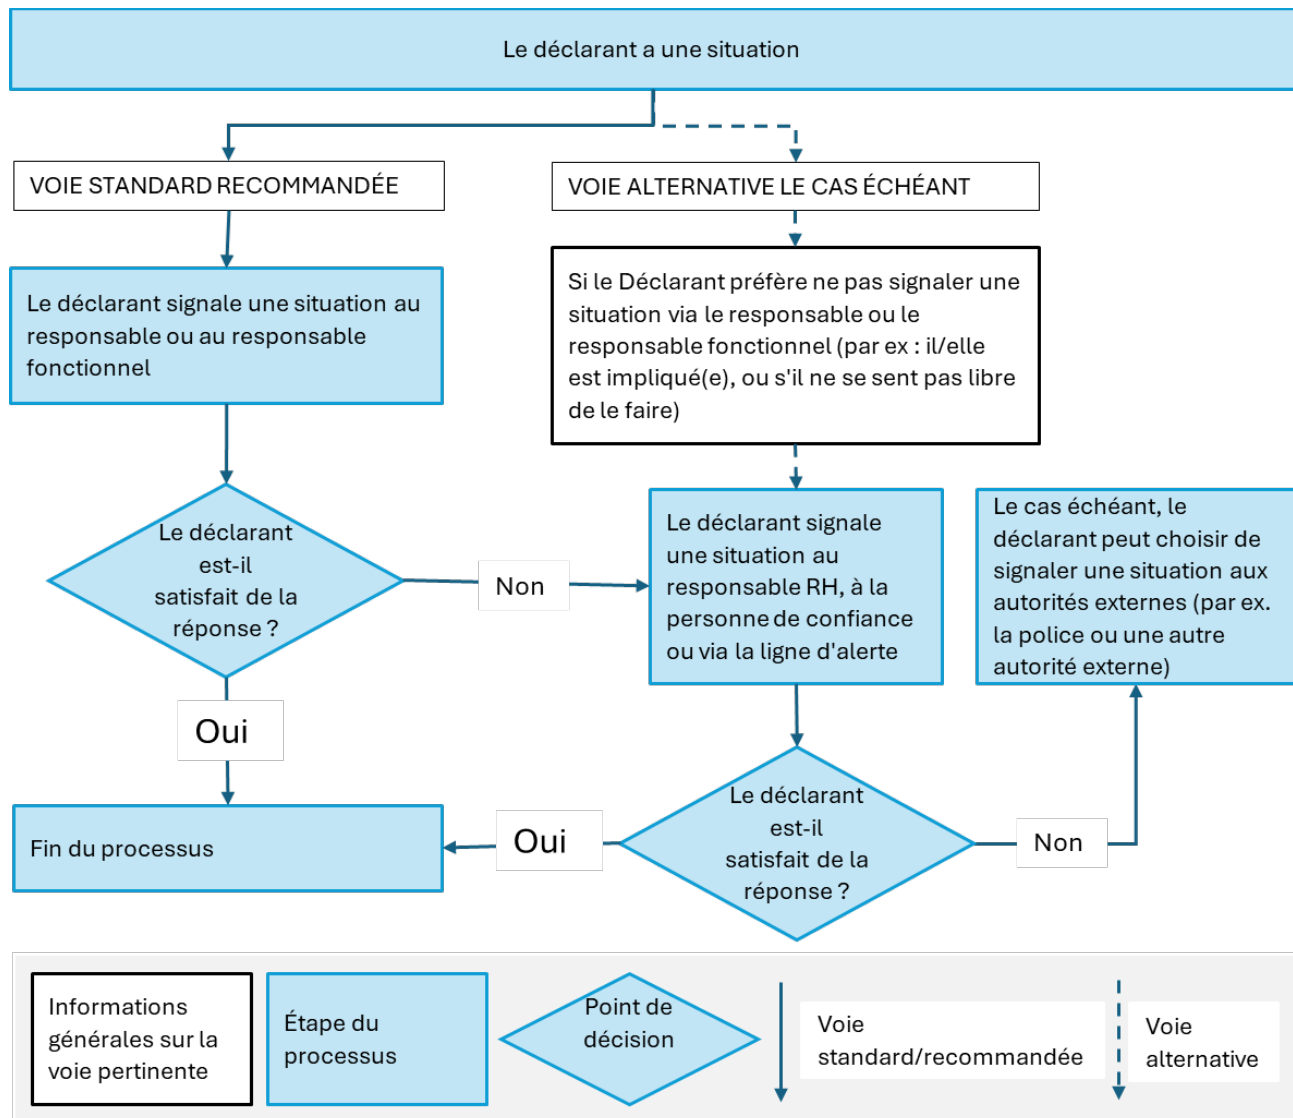 Le déclarant a une situation
VOIE STANDARD RECOMMANDÉE
VOIE ALTERNATIVE LE CAS ÉCHÉANT
Le déclarant signale une situation au
responsable ou au responsable
fonctionnel
Si le Déclarant préfère ne pas signaler une
situation via le responsable ou le
responsable fonctionnel (par ex : il/elle
est impliqué(e), ou s'il ne se sent pas libre
de le faire)
Le déclarant
est-il
satisfait de la
réponse ?
Non
Le déclarant signale
une situation au
responsable RH, à la
personne de confiance
ou via la ligne d'alerte
Le cas échéant, le
déclarant peut choisir de
signaler une situation aux
autorités externes (par ex.
la police ou une autre
autorité externe)
Oui
Fin du processus
Oui
Le déclarant
est-il
satisfait de la
réponse ?
Non
Informations
générales sur la
voie pertinente
Étape du
processus
Point de
décision
Voie
standard/recommandée
Voie
alternative